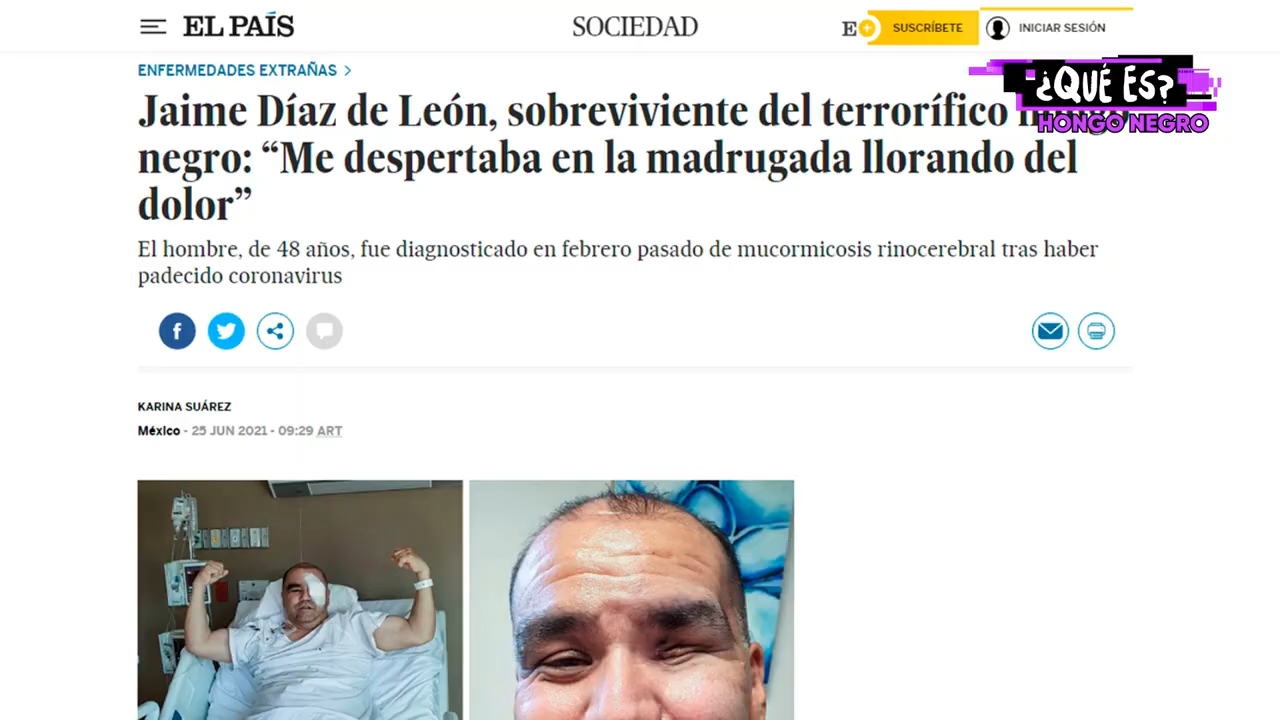 EL PAÍS
SOCIEDAD
E+
SUSCRÍBETE
INICIAR SESIÓN
ENFERMEDADES EXTRAÑAS >
¿QUÉ ES?
HONGO NEGRO
Jaime Díaz de León, sobreviviente del terrorífico
negro: “Me despertaba en la madrugada llorando del
dolor”
El hombre, de 48 años, fue diagnosticado en febrero pasado de mucormicosis rinocerebral tras haber
padecido coronavirus
KARINA SUÁREZ
México - 25 JUN 2021 - 09:29 ART